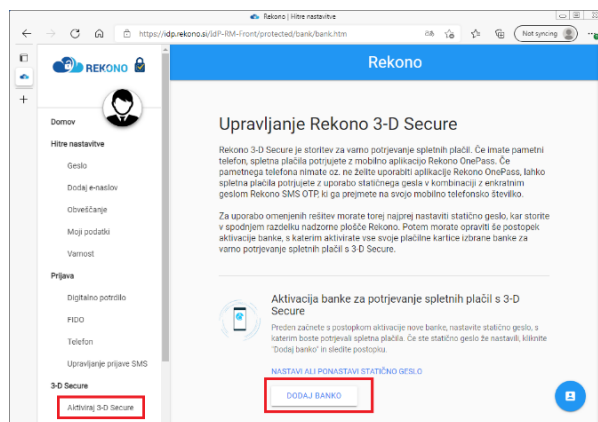 Rekono | Hitre nastavitve
https://idp.rekono.si/IdP-RM-Front/protected/bank/bank.htm
Not syncing
REKONO
Rekono
Domov
Hitre nastavitve
Geslo
Dodaj e-naslov
Obveščanje
Moji podatki
Varnost
Prijava
Digitalno potrdilo
FIDO
Telefon
Upravljanje prijave SMS
3-D Secure
Aktiviraj 3-D Secure
Upravljanje Rekono 3-D Secure
Rekono 3-D Secure je storitev za varno potrjevanje spletnih plačil. Če imate pametni
telefon, spletna plačila potrjujete z mobilno aplikacijo Rekono OnePass. Če
pametnega telefona nimate oz. ne želite uporabiti aplikacije Rekono OnePass, lahko
spletna plačila potrjujete z uporabo statičnega gesla v kombinaciji z enkratnim
geslom Rekono SMS OTP, ki ga prejmete na svojo mobilno telefonsko številko.
Za uporabo omenjenih rešitev morate torej najprej nastaviti statično geslo, kar storite
v spodnjem razdelku nadzorne plošče Rekono. Potem morate opraviti še postopek
aktivacije banke, s katerim aktivirate vse svoje plačilne kartice izbrane banke za
varno potrjevanje spletnih plačil s 3-D Secure.
Aktivacija banke za potrjevanje spletnih plačil s 3-D
Secure
Preden začnete s postopkom aktivacije nove banke, nastavite statično geslo, s
katerim boste potrjevali spletna plačila. Če ste statično geslo že nastavili, kliknite
"Dodaj banko" in sledite postopku.
NASTAVI ALI PONASTAVI STATIČNO GESLO
DODAJ BANKO